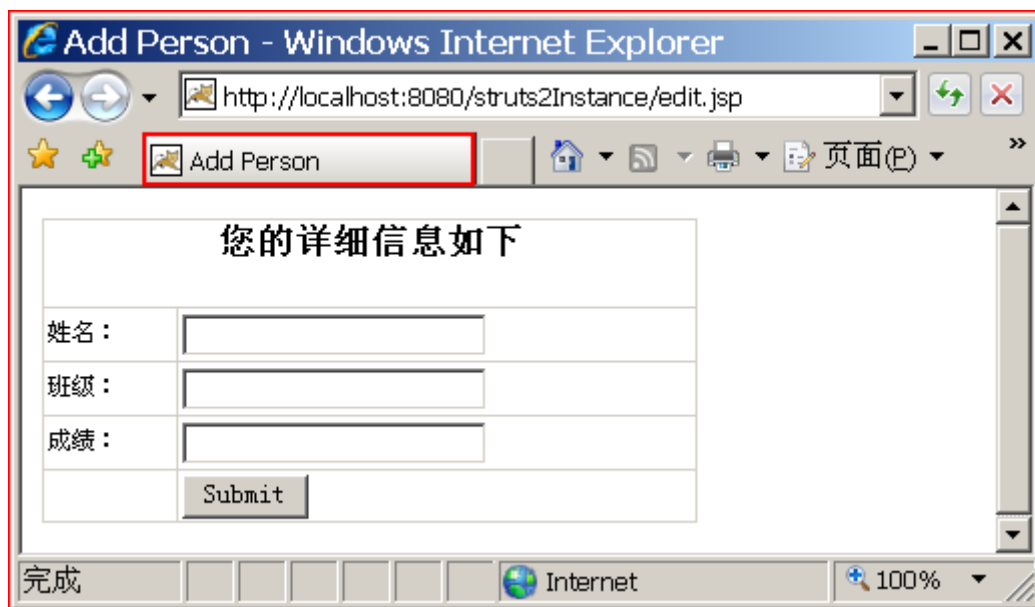 Add Person - Windows Internet Explorer
http://localhost:8080/struts2Instance/edit.jsp
Add Person
页面(P)
»
您的详细信息如下
姓名：
班级：
成绩：
Submit
完成
Internet
100%